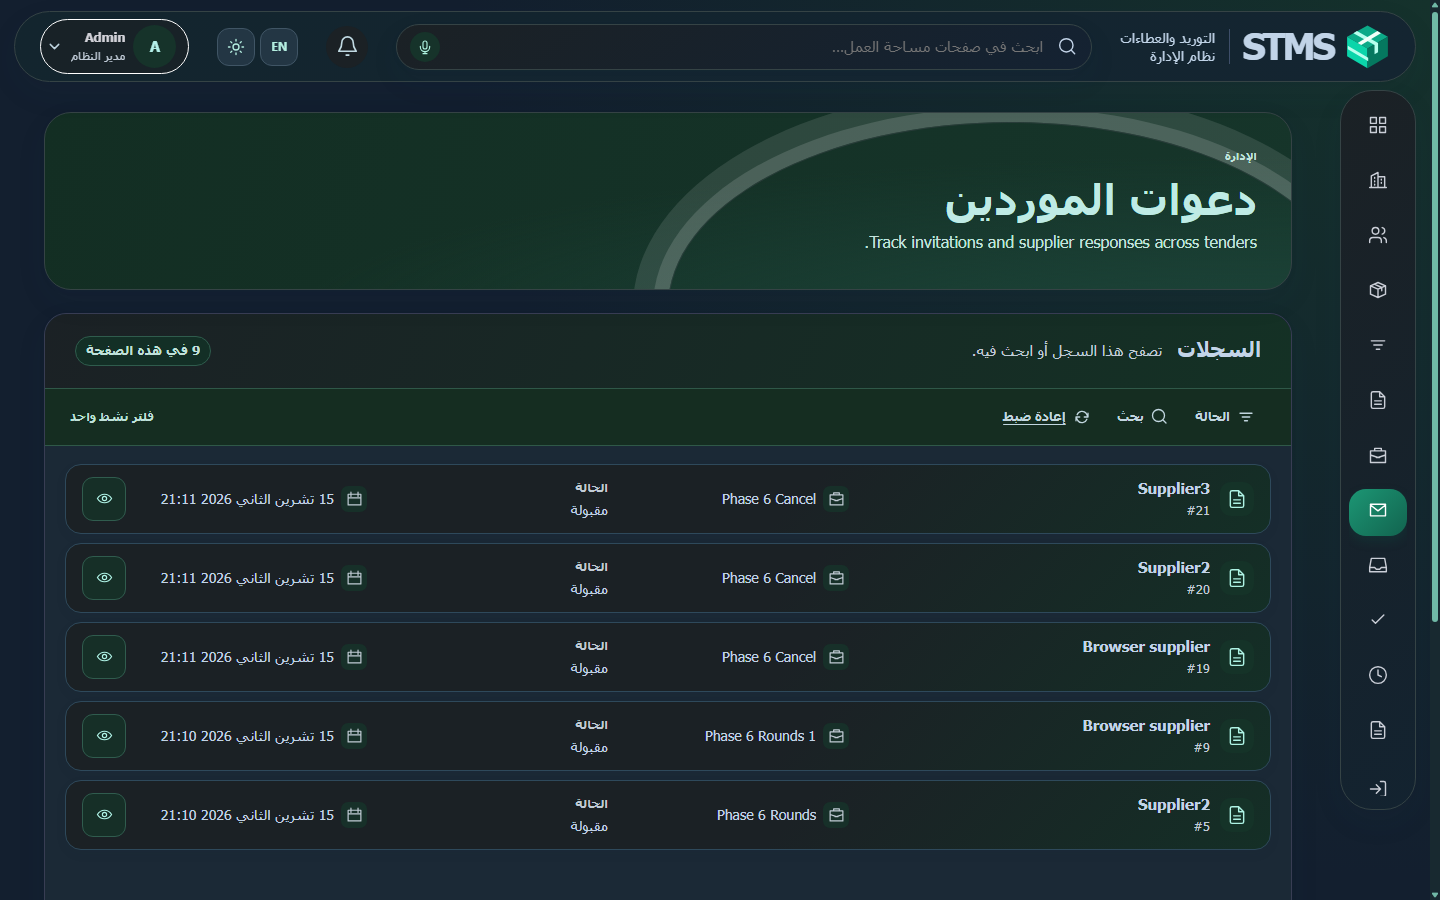 STMS
التوريد والعطاءات
نظام الإدارة
ابحث في صفحات مساحة العمل...
EN
A
Admin
مدير النظام
الإدارة
دعوات الموردين
Track invitations and supplier responses across tenders.
السجلات
تصفح هذا السجل أو ابحث فيه.
9 في هذه الصفحة
الحالة
بحث
إعادة ضبط
فلتر نشط واحد
Supplier3
#21
Phase 6 Cancel
الحالة
مقبولة
15 تشرين الثاني 2026 21:11
Supplier2
#20
Phase 6 Cancel
الحالة
مقبولة
15 تشرين الثاني 2026 21:11
Browser supplier
#19
Phase 6 Cancel
الحالة
مقبولة
15 تشرين الثاني 2026 21:11
Browser supplier
#9
Phase 6 Rounds 1
الحالة
مقبولة
15 تشرين الثاني 2026 21:10
Supplier2
#5
Phase 6 Rounds
الحالة
مقبولة
15 تشرين الثاني 2026 21:10